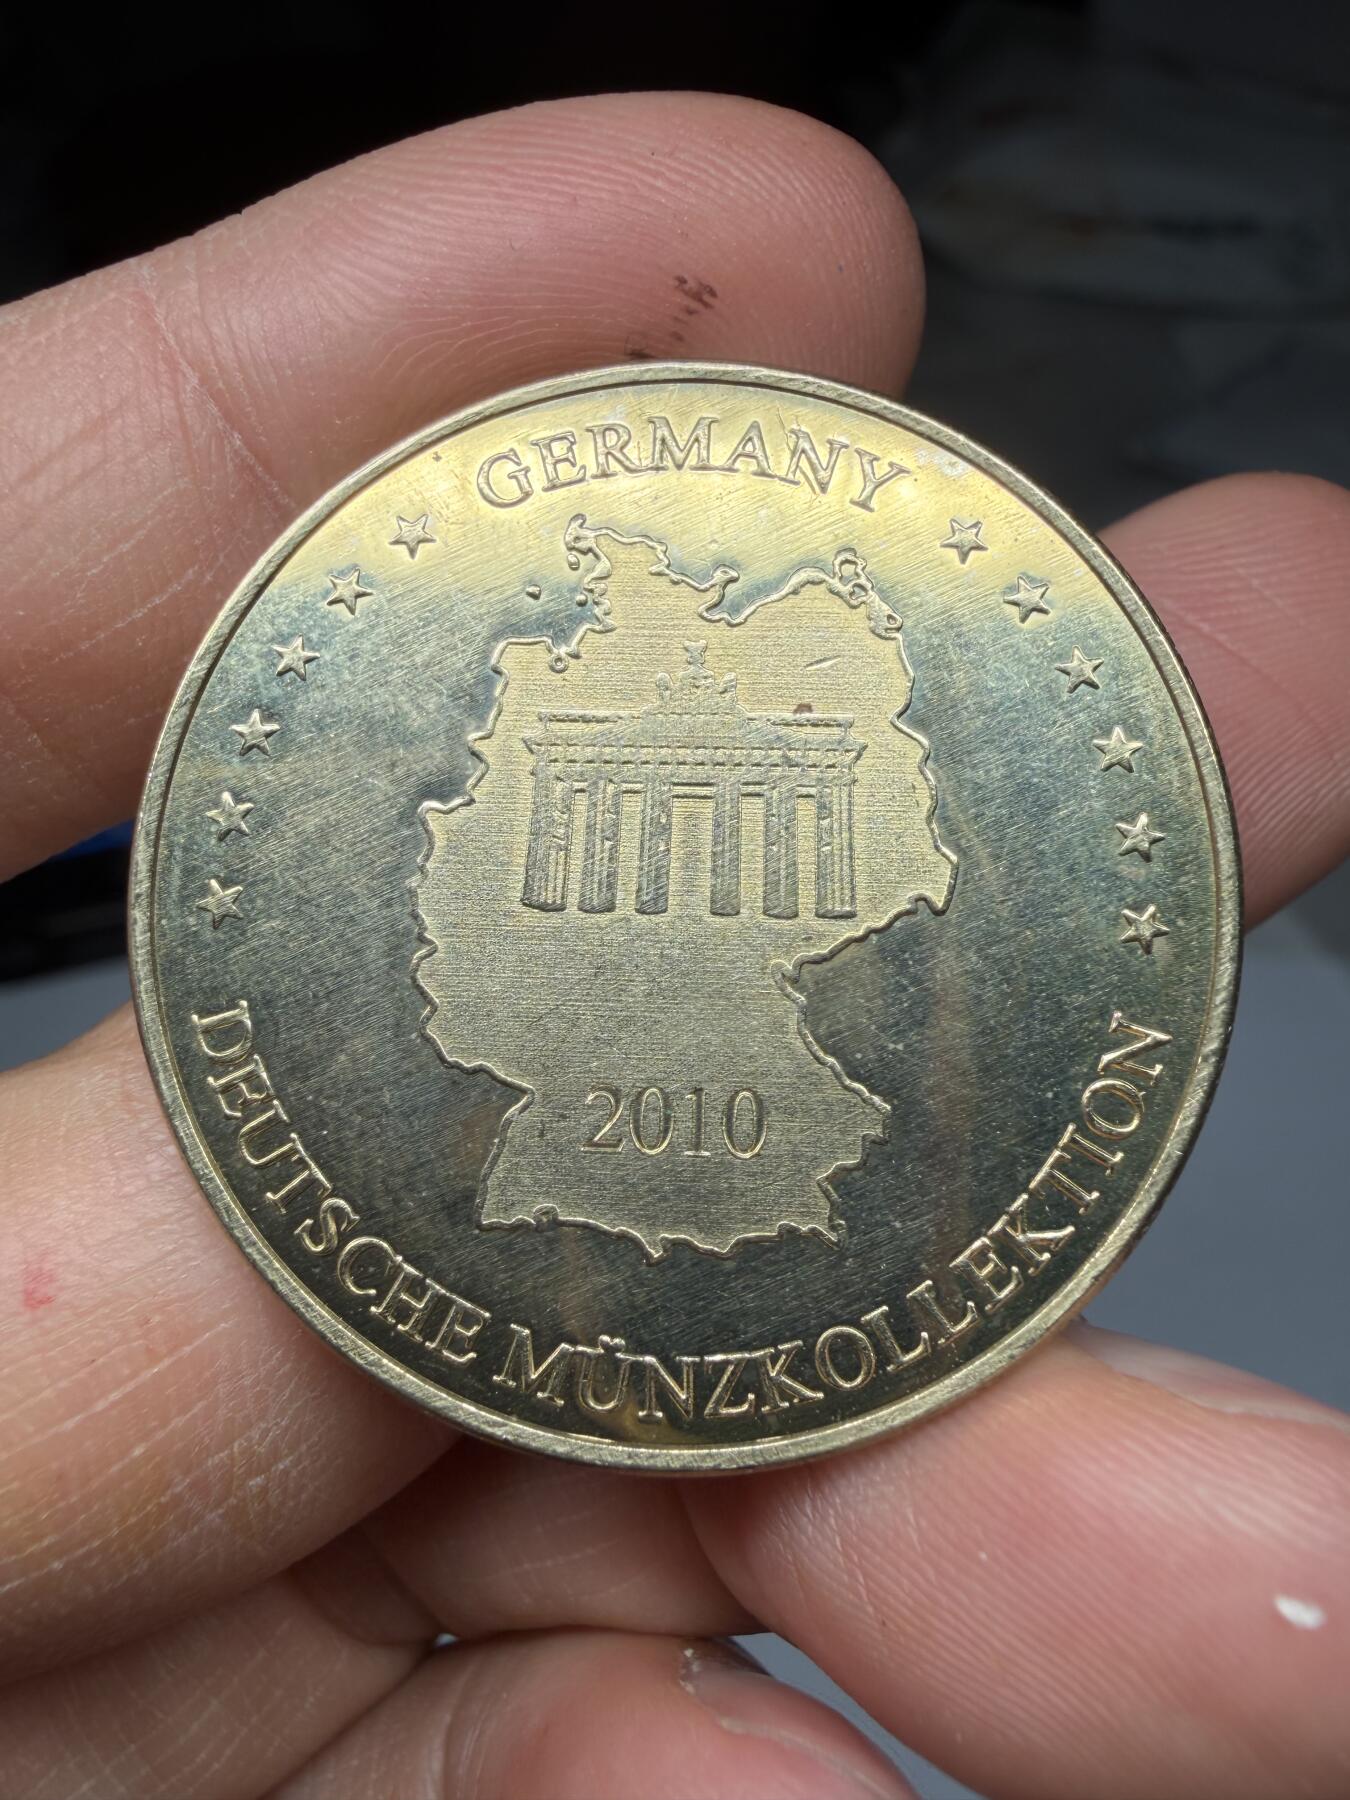 GERMANY
2010
DEUTSCHE MÜNZKOLLEKTION